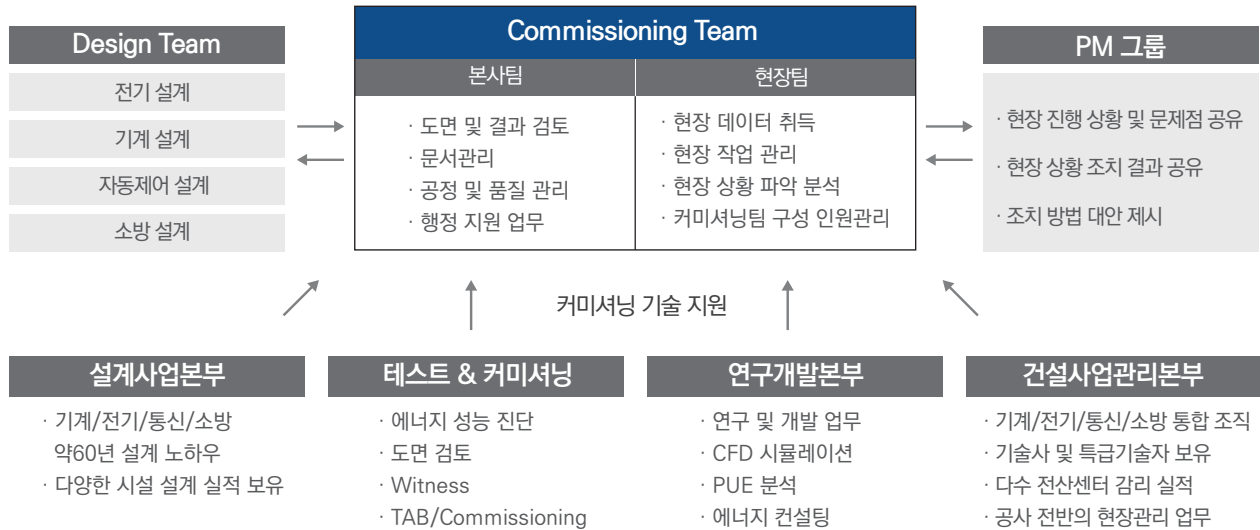 Design Team
전기 설계
기계 설계
자동제어 설계
소방 설계
Commissioning Team
본사팀
· 도면 및 결과 검토
· 문서관리
· 공정 및 품질 관리
· 행정 지원 업무
현장팀
· 현장 데이터 취득
· 현장 작업 관리
· 현장 상황 파악 분석
· 커미셔닝팀 구성 인원관리
PM 그룹
· 현장 진행 상황 및 문제점 공유
· 현장 상황 조치 결과 공유
· 조치 방법 대안 제시
커미셔닝 기술 지원
설계사업본부
· 기계/전기/통신/소방
약60년 설계 노하우
· 다양한 시설 설계 실적 보유
테스트 & 커미셔닝
· 에너지 성능 진단
· 도면 검토
· Witness
· TAB/Commissioning
연구개발본부
· 연구 및 개발 업무
· CFD 시뮬레이션
· PUE 분석
· 에너지 컨설팅
건설사업관리본부
· 기계/전기/통신/소방 통합 조직
· 기술사 및 특급기술자 보유
· 다수 전산센터 감리 실적
· 공사 전반의 현장관리 업무